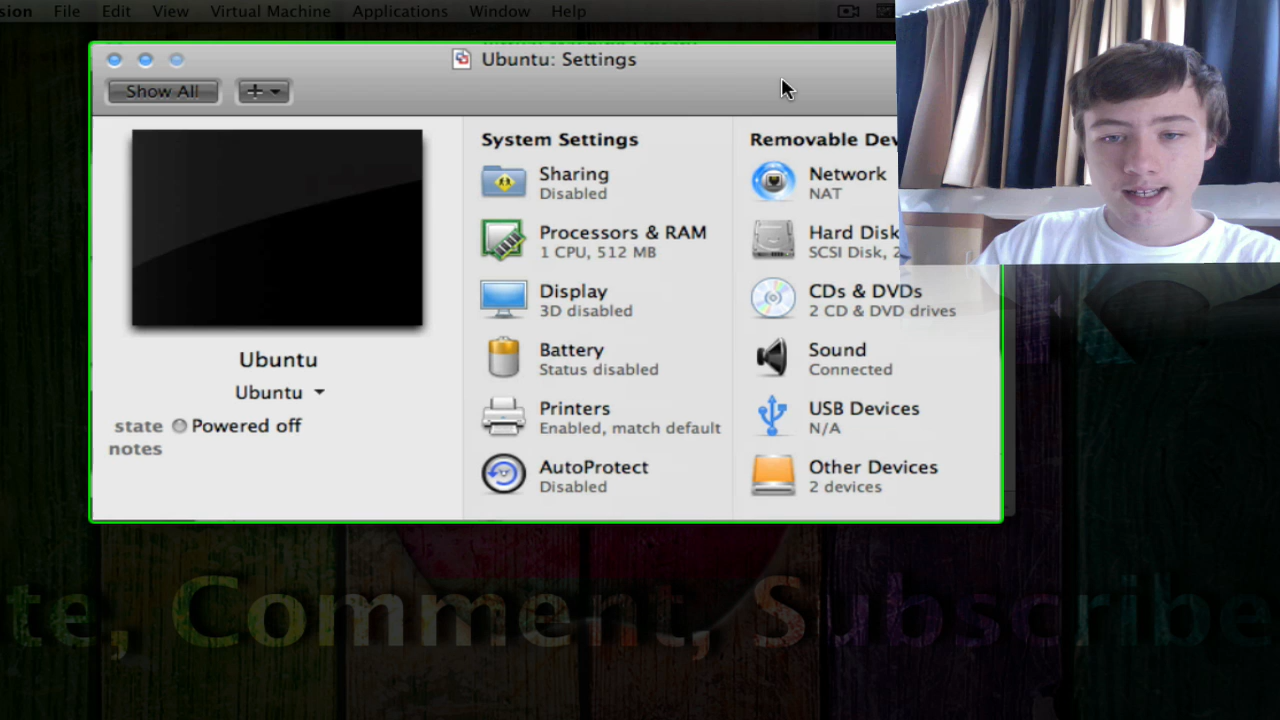 sion File Edit View Virtual Machine Applications Window Help
Ubuntu: Settings
Show All
System Settings
Removable Dev
Sharing
Disabled
Network
NAT
Processors & RAM
1 CPU, 512 MB
Hard Disk
SCSI Disk, 2
Display
3D disabled
CDs & DVDs
2 CD & DVD drives
Battery
Status disabled
Sound
Connected
Printers
Enabled, match default
USB Devices
N/A
AutoProtect
Disabled
Other Devices
2 devices
Ubuntu
Ubuntu
state Powered off
notes
te, Comment, Subscribe